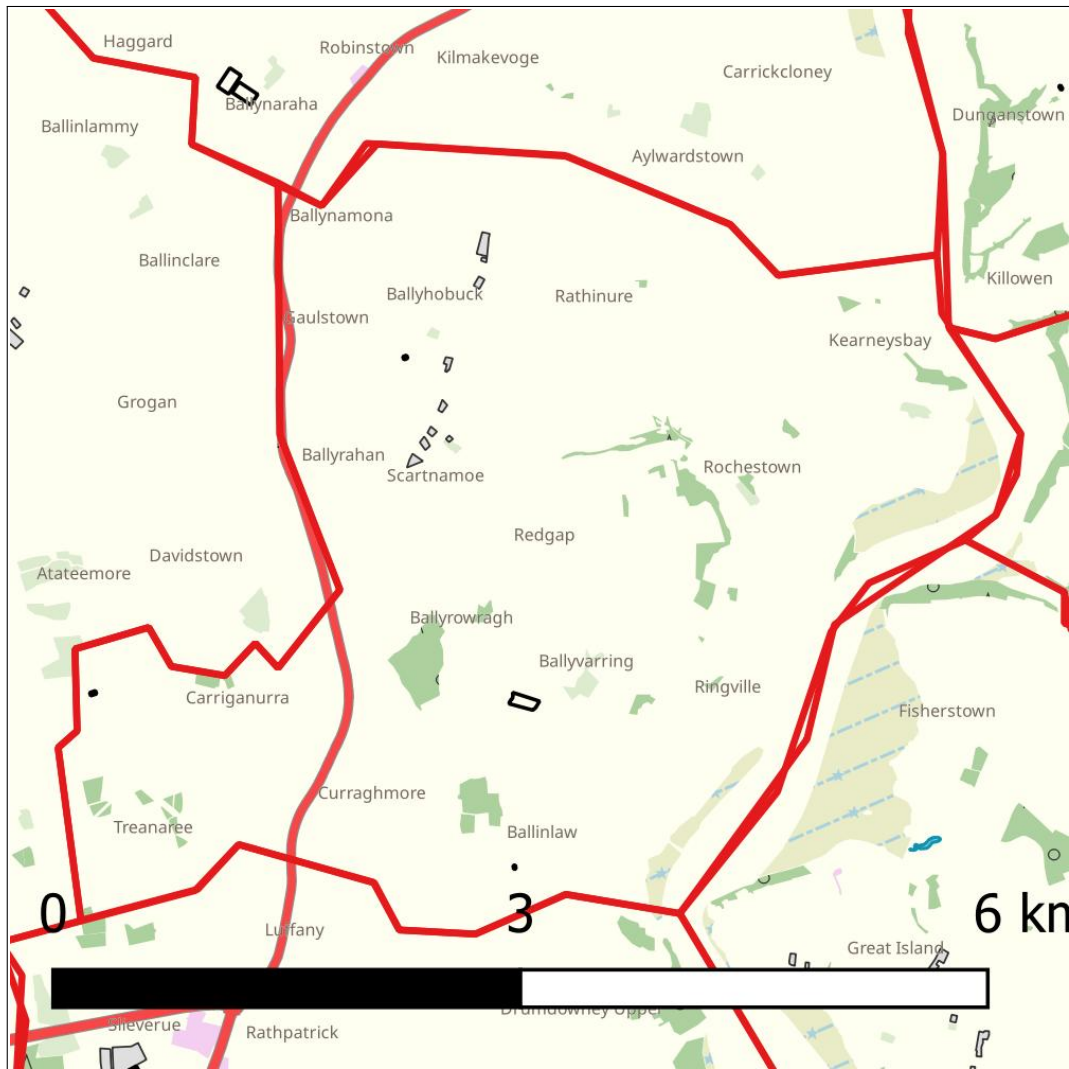 Haggard
Robinstown
Kilmakevoge
Carrickcloney
Ballynaraha
Dunganstown
Ballinlammy
Aylwardstown
Ballynamona
Ballinclare
Killowen
Ballyhobuck
Rathinure
Gaulstown
Kearneysbay
Grogan
Ballyrahan
Rochestown
Scartnamoe
Redgap
Davidstown
Atateemore
Ballyrowragh
Ballyvarring
Ringville
Carriganurra
Fisherstown
Curraghmore
Treanaree
Ballinlaw
0 3 6 km
Luffany
Great Island
Drumdowney Upper
Slieverue
Rathpatrick